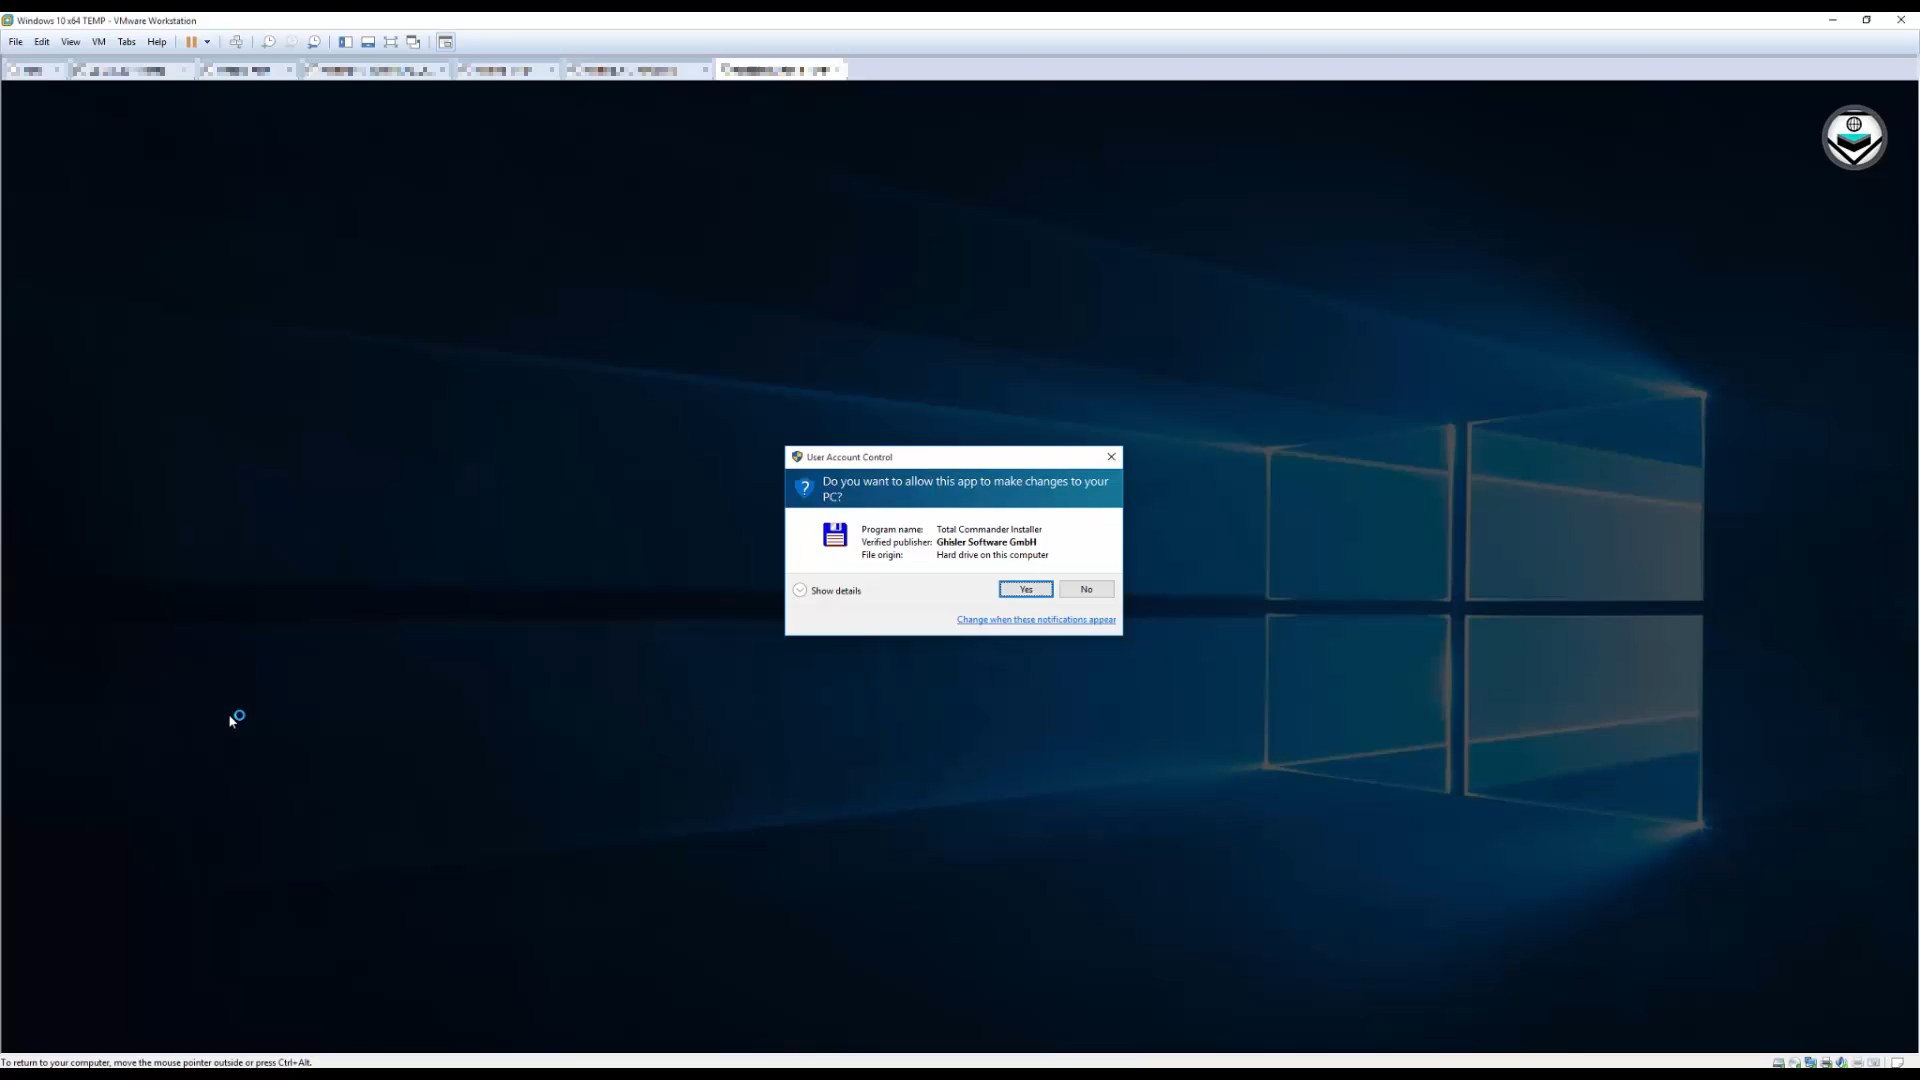 Windows 10 x64 TEMP - VMware Workstation
File Edit View VM Tabs Help
User Account Control
Do you want to allow this app to make changes to your
PC?
Program name: Total Commander Installer
Verified publisher: Ghisler Software GmbH
File origin: Hard drive on this computer
Show details
Yes
No
Change when these notifications appear
To return to your computer, move the mouse pointer outside or press Ctrl+Alt.